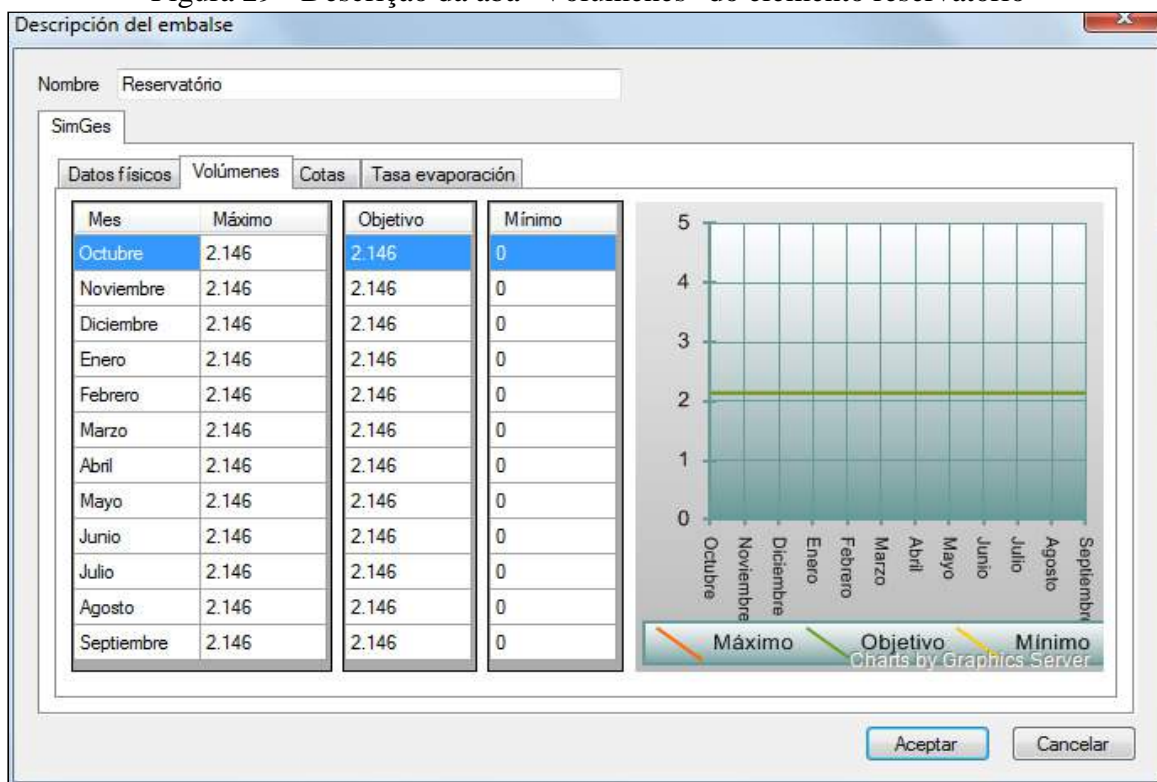 Figura 29 – Descrição da aba "Volúmenes" do elemento reservatório
Descripción del embalse
Nombre Reservatório
SimGes
Datos físicos Volúmenes Cotas Tasa evaporación
Mes Máximo Objetivo Mínimo
Octubre 2.146 2.146 0
Noviembre 2.146 2.146 0
Diciembre 2.146 2.146 0
Enero 2.146 2.146 0
Febrero 2.146 2.146 0
Marzo 2.146 2.146 0
Abril 2.146 2.146 0
Mayo 2.146 2.146 0
Junio 2.146 2.146 0
Julio 2.146 2.146 0
Agosto 2.146 2.146 0
Septiembre 2.146 2.146 0
5
4
3
2
1
0
Octubre
Noviembre
Diciembre
Enero
Febrero
Marzo
Abril
Mayo
Junio
Julio
Agosto
Septiembr
Máximo Objetivo Mínimo
Charts by Graphics Server
Aceptar Cancelar